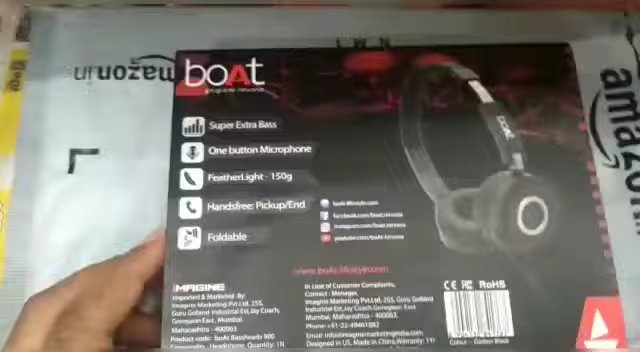 amazon.in
amazon
boAt
plug into nirvana
Super Extra Bass
One button Microphone
FeatherLight - 150g
Handsfree: Pickup/End
Foldable
boAt
boAt-lifestyle.com
facebook.com/boat.nirvana
instagram.com/boat.nirvana
youtube.com/boAt-nirvana
www.boAt-lifestyle.com
IMAGINE
Imported & Marketed By:
Imagine Marketing Pvt.Ltd. 255,
Guru Gobind Industrial Est,Jay Coach,
Goregaon East, Mumbai,
Maharashtra - 400063.
Product code: boAt Bassheads 900
Commodity : Headphone Quantity: 1N
In case of Customer Complaints,
Contact : Manager,
Imagine Marketing Pvt.Ltd, 255, Guru Gobind
Industrial Est,Jay Coach,Goregaon East,
Mumbai, Maharashtra - 400063.
Phone: +91-22-49461882
Email: info@imaginemarketingindia.com
Designed in US, Made in China,Warranty: 1Yr
CE FC RoHS
Colour - Carbon Black